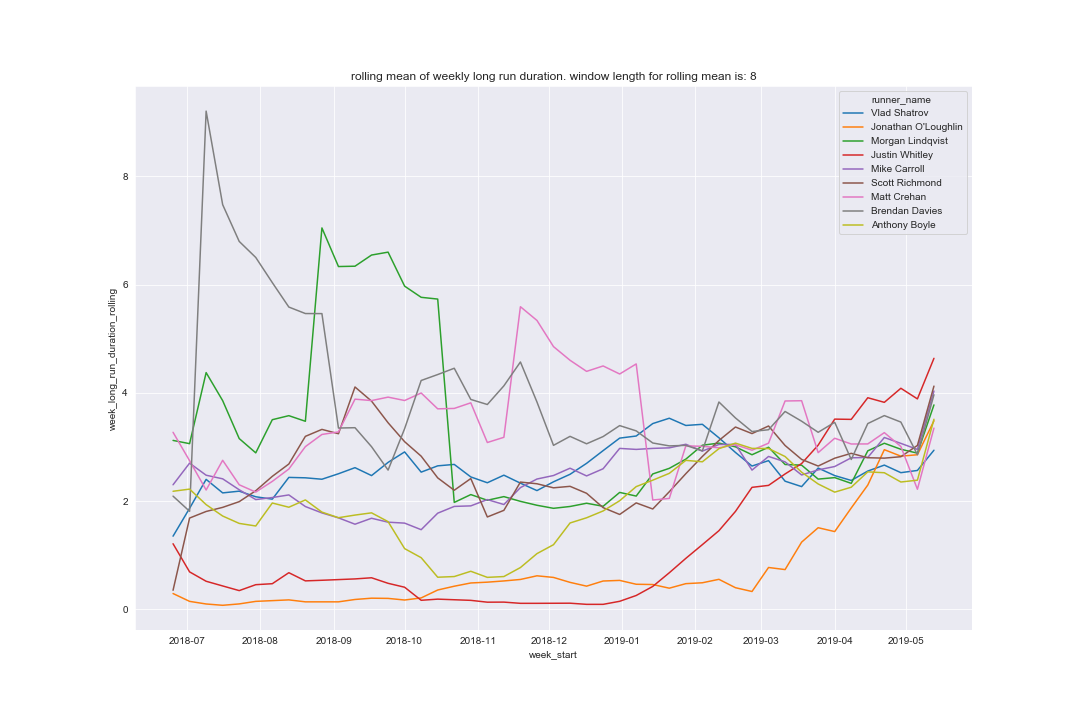 rolling mean of weekly long run duration. window length for rolling mean is: 8
runner_name
Vlad Shatrov
Jonathan O'Loughlin
Morgan Lindqvist
Justin Whitley
Mike Carroll
Scott Richmond
Matt Crehan
Brendan Davies
Anthony Boyle
week_long_run_duration_rolling
8
6
4
2
0
2018-07 2018-08 2018-09 2018-10 2018-11 2018-12 2019-01 2019-02 2019-03 2019-04 2019-05
week_start